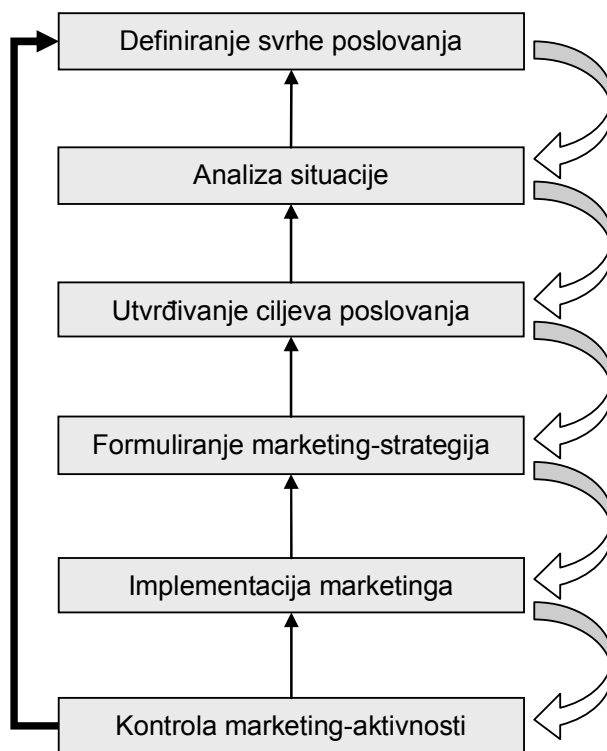 Definiranje svrhe poslovanja
Analiza situacije
Utvrđivanje ciljeva poslovanja
Formuliranje marketing-strategija
Implementacija marketinga
Kontrola marketing-aktivnosti